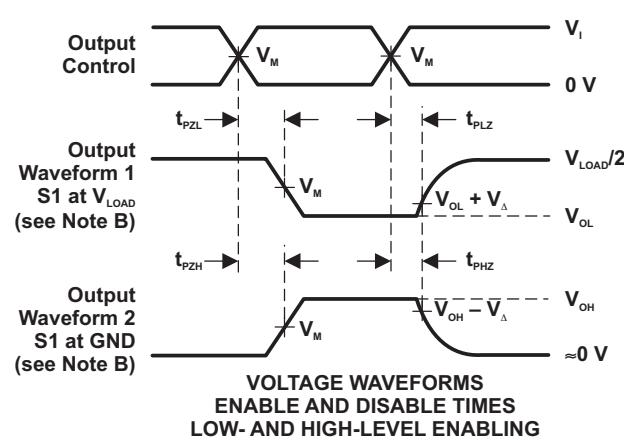 Output
Control
V_I
V_M
V_M
0 V
t_PZL
t_PLZ
Output
Waveform 1
S1 at V_LOAD
(see Note B)
V_LOAD/2
V_M
V_OL + V_Δ
V_OL
t_PZH
t_PHZ
Output
Waveform 2
S1 at GND
(see Note B)
V_OH
V_M
V_OH – V_Δ
≈0 V
VOLTAGE WAVEFORMS
ENABLE AND DISABLE TIMES
LOW- AND HIGH-LEVEL ENABLING